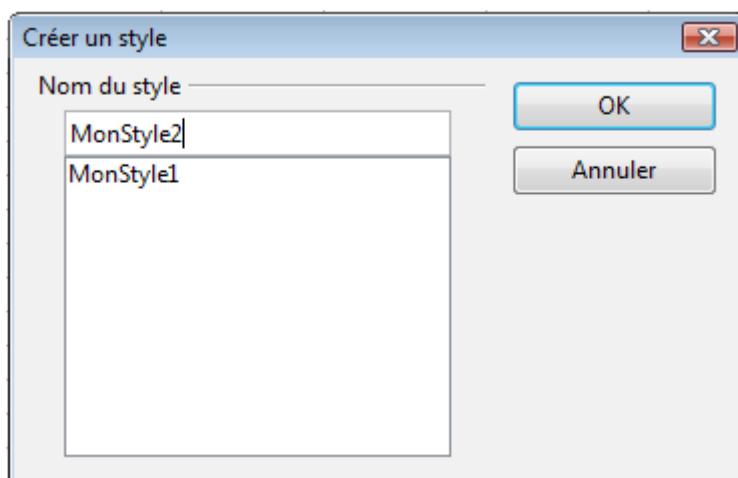 Créer un style
Nom du style
OK
MonStyle2
Annuler
MonStyle1